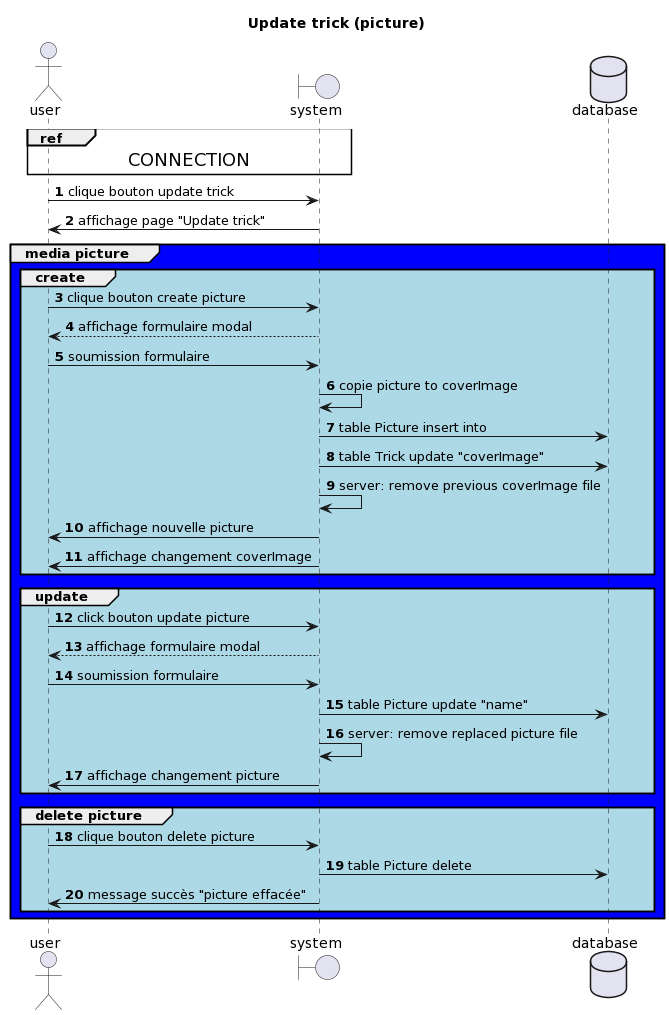 Update trick (picture)
user
system
database
ref
CONNECTION
1 clique bouton update trick
2 affichage page "Update trick"
media picture
create
3 clique bouton create picture
4 affichage formulaire modal
5 soumission formulaire
6 copie picture to coverImage
7 table Picture insert into
8 table Trick update "coverImage"
9 server: remove previous coverImage file
10 affichage nouvelle picture
11 affichage changement coverImage
update
12 click bouton update picture
13 affichage formulaire modal
14 soumission formulaire
15 table Picture update "name"
16 server: remove replaced picture file
17 affichage changement picture
delete picture
18 clique bouton delete picture
19 table Picture delete
20 message succès "picture effacée"
user
system
database